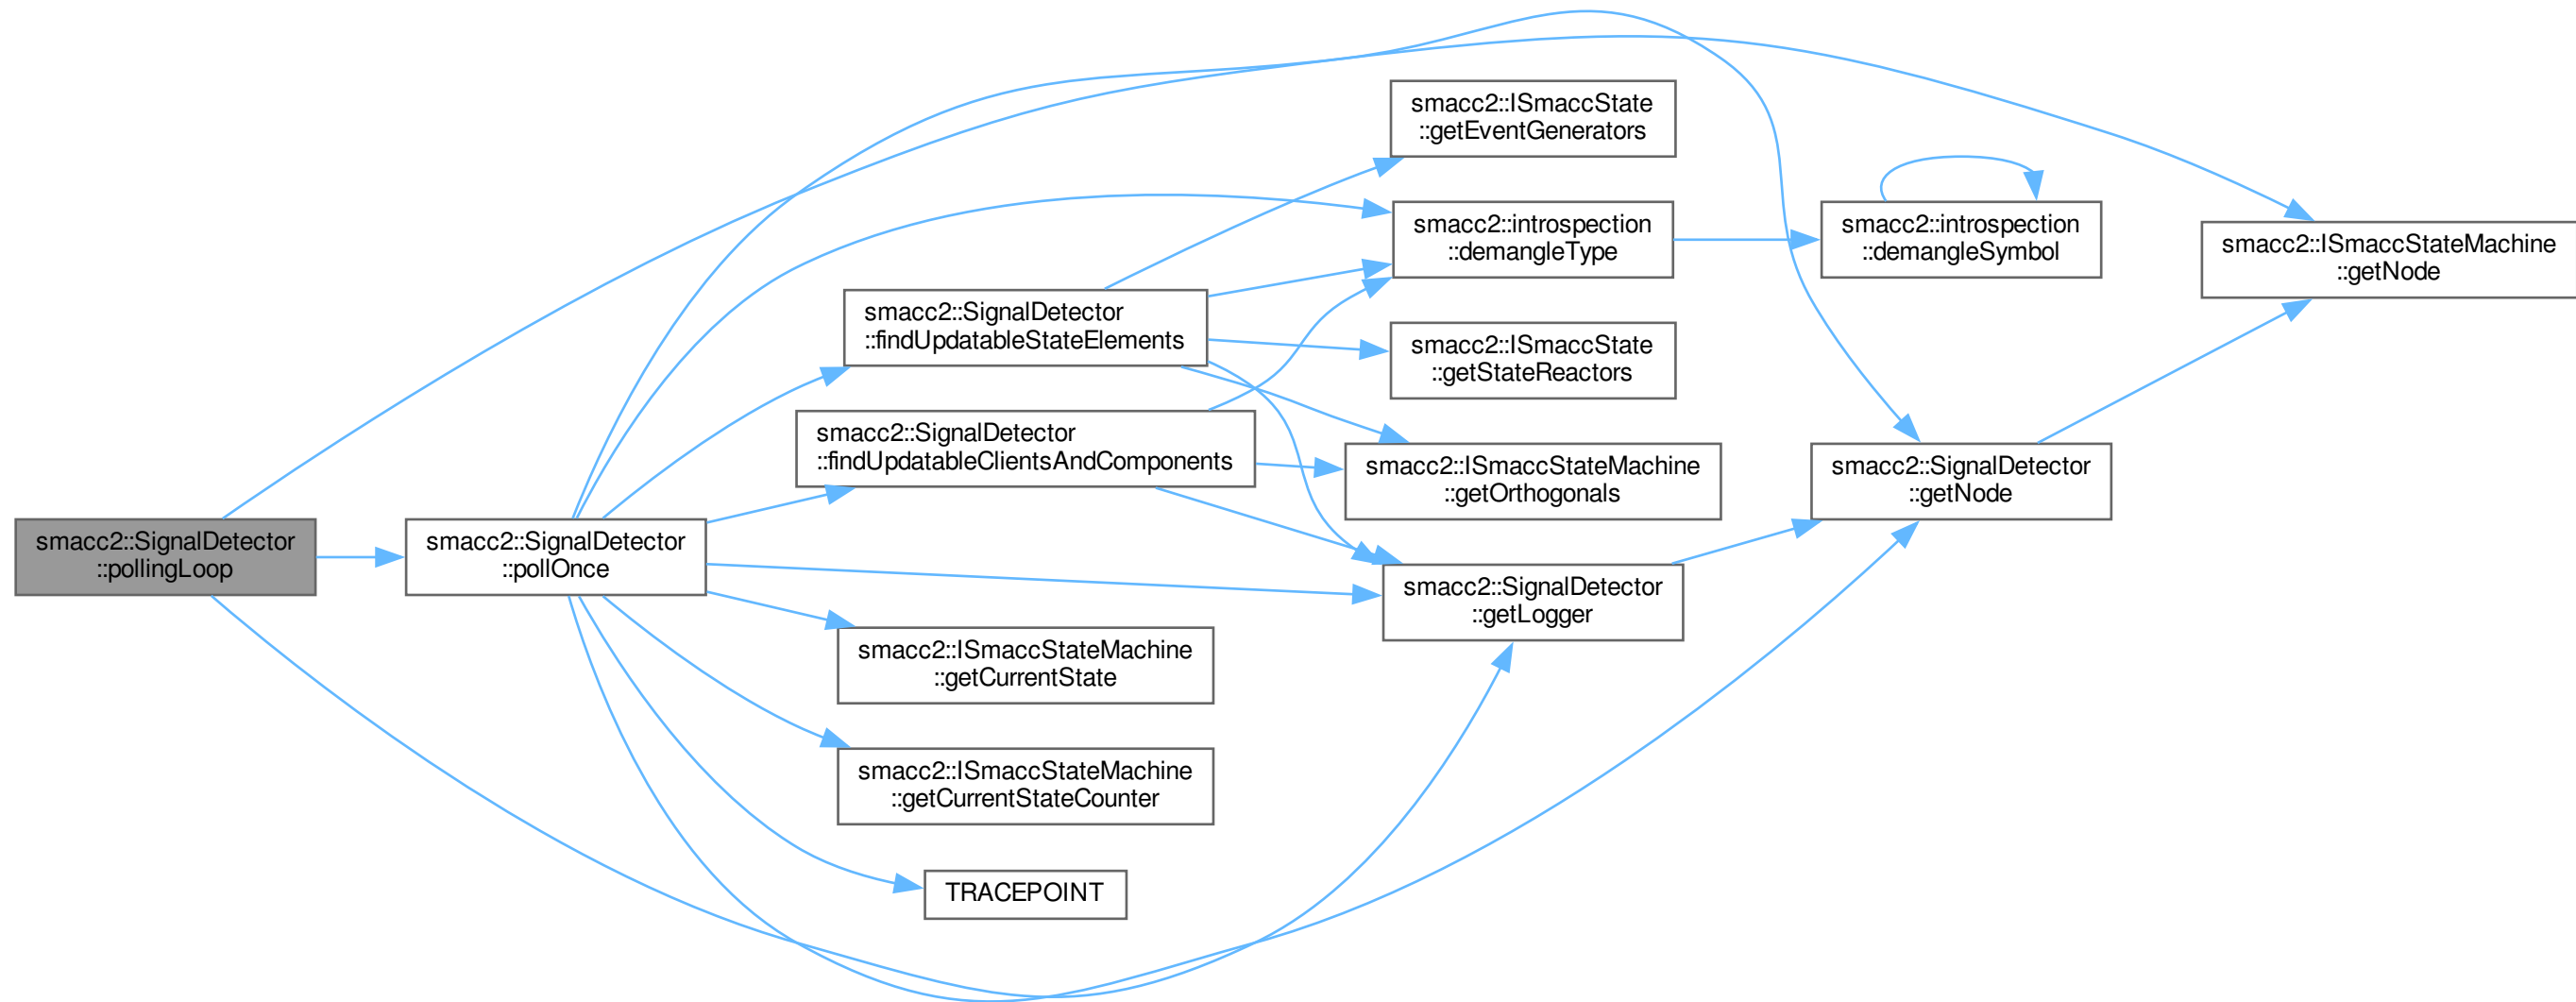 smacc2::SignalDetector
::pollingLoop
smacc2::SignalDetector
::pollOnce
smacc2::SignalDetector
::findUpdatableStateElements
smacc2::SignalDetector
::findUpdatableClientsAndComponents
smacc2::ISmaccStateMachine
::getCurrentState
smacc2::ISmaccStateMachine
::getCurrentStateCounter
TRACEPOINT
smacc2::ISmaccState
::getEventGenerators
smacc2::introspection
::demangleType
smacc2::ISmaccState
::getStateReactors
smacc2::ISmaccStateMachine
::getOrthogonals
smacc2::SignalDetector
::getLogger
smacc2::introspection
::demangleSymbol
smacc2::SignalDetector
::getNode
smacc2::ISmaccStateMachine
::getNode